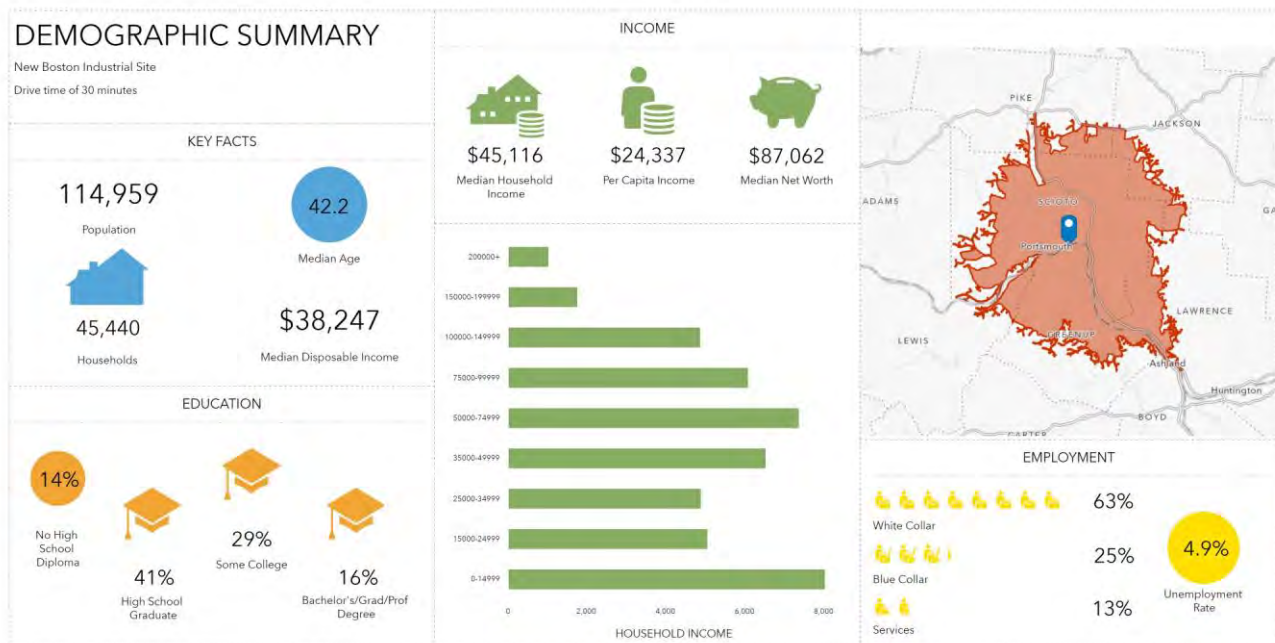 DEMOGRAPHIC SUMMARY
New Boston Industrial Site
Drive time of 30 minutes
KEY FACTS
114,959
Population
42.2
Median Age
45,440
Households
$38,247
Median Disposable Income
EDUCATION
14%
No High
School
Diploma
41%
High School
Graduate
29%
Some College
16%
Bachelor's/Grad/Prof
Degree
INCOME
$45,116
Median Household
Income
$24,337
Per Capita Income
$87,062
Median Net Worth
200000+
150000-199999
100000-149999
75000-99999
50000-74999
35000-49999
25000-34999
15000-24999
0-14999
0 2,000 4,000 6,000 8,000
HOUSEHOLD INCOME
PIKE
JACKSON
ADAMS
GA
SCIOTO
Portsmouth
LAWRENCE
LEWIS
GREENUP
Ashland
Huntington
BOYD
CARTER
EMPLOYMENT
63%
White Collar
25%
Blue Collar
13%
Services
4.9%
Unemployment
Rate